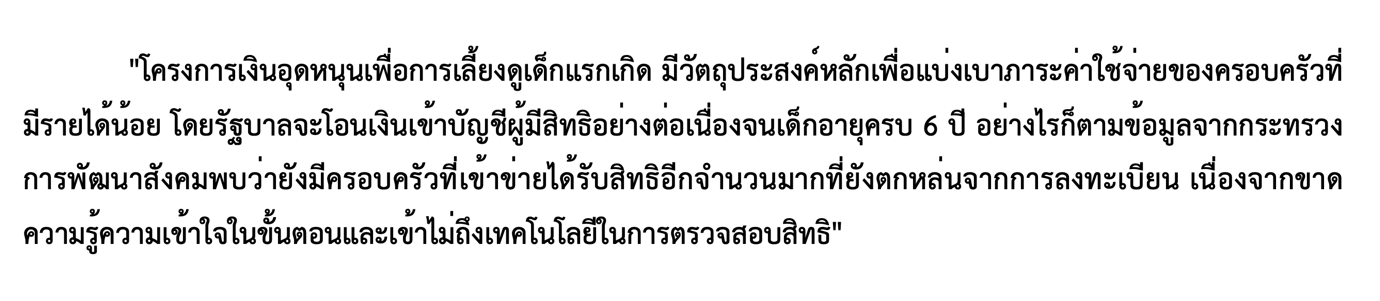 "โครงการเงินอุดหนุนเพื่อการเลี้ยงดูเด็กแรกเกิด มีวัตถุประสงค์หลักเพื่อแบ่งเบาภาระค่าใช้จ่ายของครอบครัวที่
มีรายได้น้อย โดยรัฐบาลจะโอนเงินเข้าบัญชีผู้มีสิทธิอย่างต่อเนื่องจนเด็กอายุครบ 6 ปี อย่างไรก็ตามข้อมูลจากกระทรวง
การพัฒนาสังคมพบว่ายังมีครอบครัวที่เข้าข่ายได้รับสิทธิอีกจำนวนมากที่ยังตกหล่นจากการลงทะเบียน เนื่องจากขาด
ความรู้ความเข้าใจในขั้นตอนและเข้าไม่ถึงเทคโนโลยีในการตรวจสอบสิทธิ"